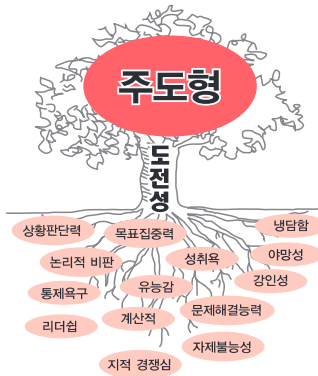 주도형
도전성
상황판단력
목표집중력
냉담함
논리적 비판
성취욕
야망성
통제욕구
유능감
강인성
리더쉽
계산적
문제해결능력
자제불능성
지적 경쟁심